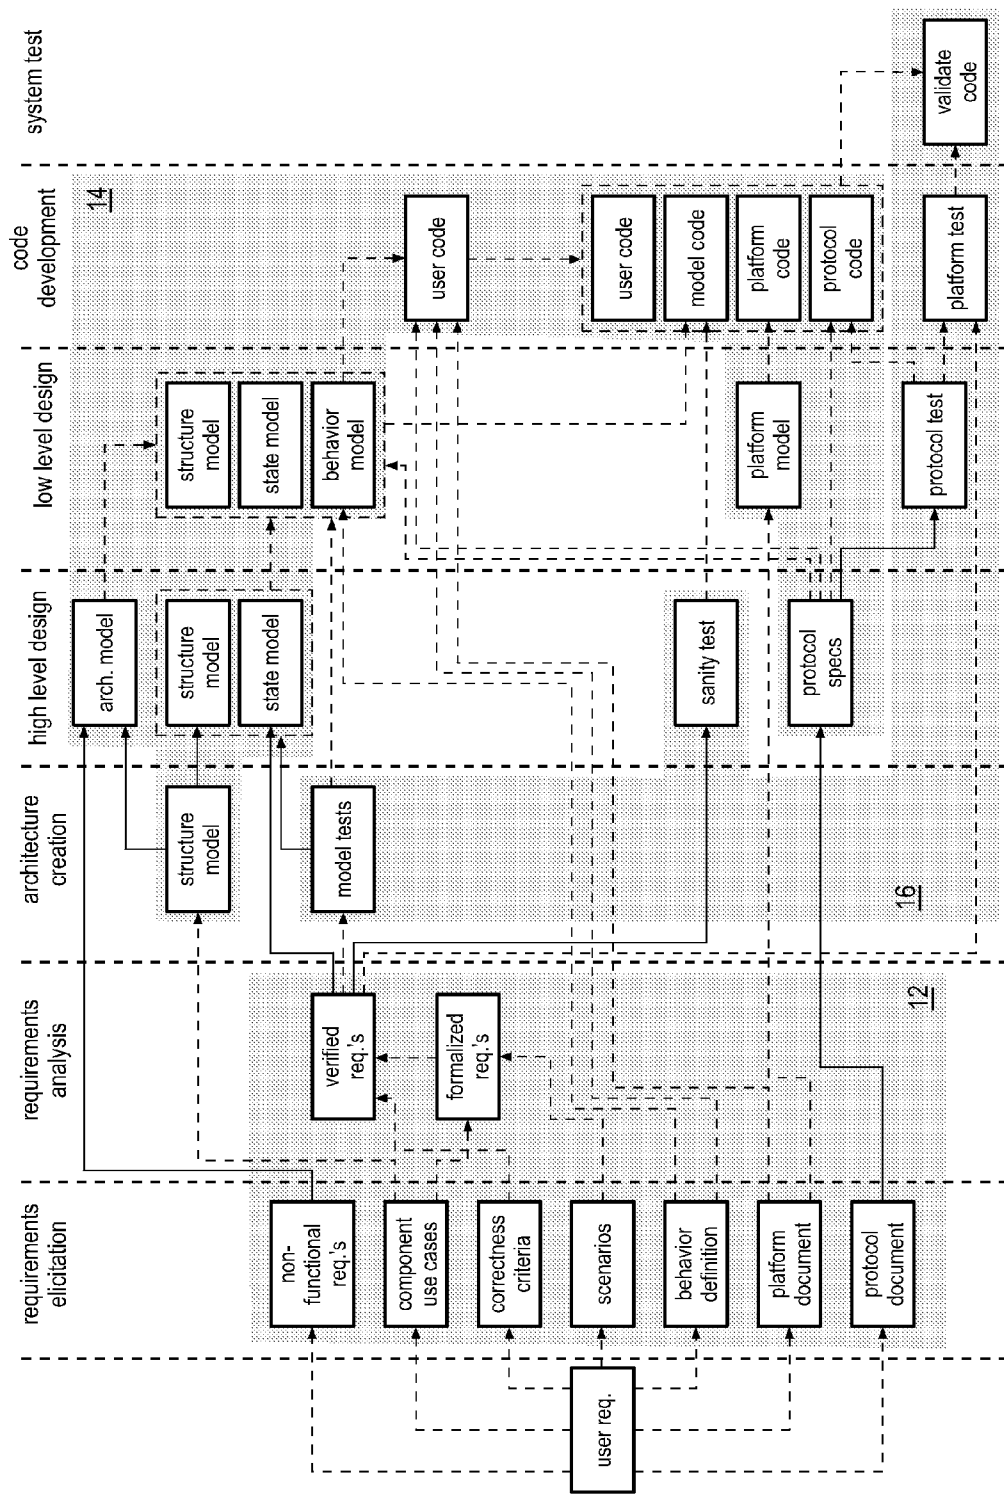 requirements
elicitation
requirements
analysis
architecture
creation
high level design
low level design
code
development
system test
user req.
non-
functional
req.'s
component
use cases
correctness
criteria
scenarios
behavior
definition
platform
document
protocol
document
verified
req.'s
formalized
req.'s
12
structure
model
model tests
16
arch. model
structure
model
state model
sanity test
protocol
specs
structure
model
state model
behavior
model
platform
model
protocol test
14
user code
user code
model code
platform
code
protocol
code
platform test
validate
code